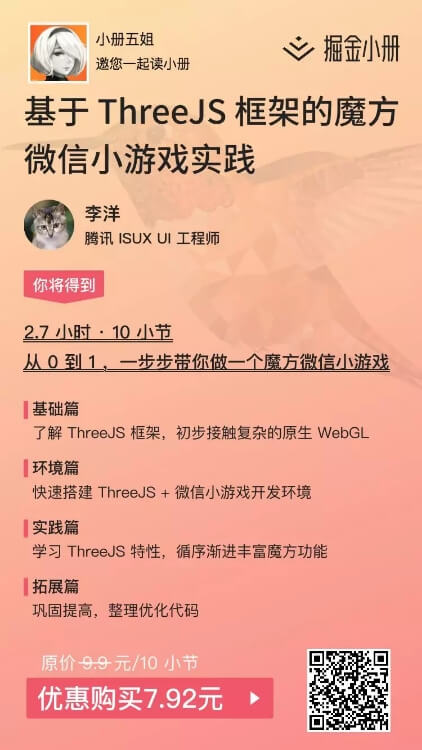 小册五姐
邀您一起读小册
掘金小册
基于 ThreeJS 框架的魔方
微信小游戏实践
李洋
腾讯 ISUX UI 工程师
你将得到
2.7 小时 · 10 小节
从 0 到 1，一步步带你做一个魔方微信小游戏
基础篇
了解 ThreeJS 框架，初步接触复杂的原生 WebGL
环境篇
快速搭建 ThreeJS + 微信小游戏开发环境
实践篇
学习 ThreeJS 特性，循序渐进丰富魔方功能
拓展篇
巩固提高，整理优化代码
原价 9.9 元/10 小节
优惠购买7.92元